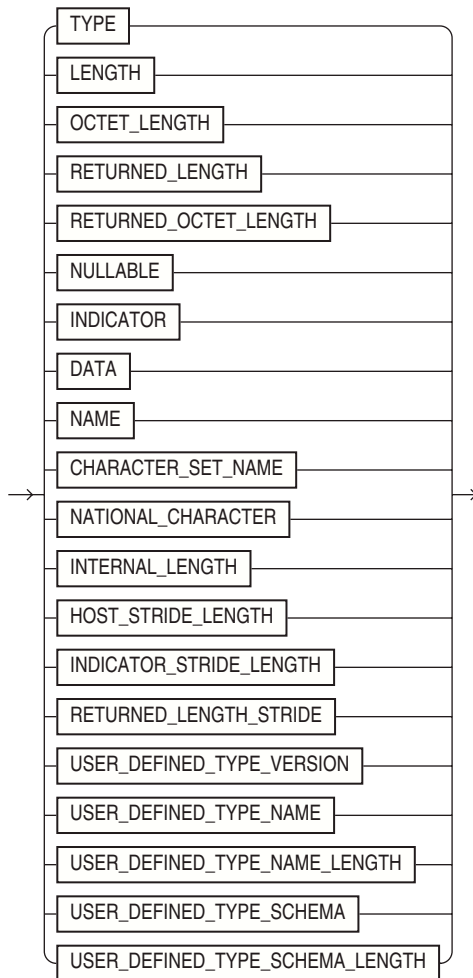 TYPE
LENGTH
OCTET_LENGTH
RETURNED_LENGTH
RETURNED_OCTET_LENGTH
NULLABLE
INDICATOR
DATA
NAME
CHARACTER_SET_NAME
NATIONAL_CHARACTER
INTERNAL_LENGTH
HOST_STRIDE_LENGTH
INDICATOR_STRIDE_LENGTH
RETURNED_LENGTH_STRIDE
USER_DEFINED_TYPE_VERSION
USER_DEFINED_TYPE_NAME
USER_DEFINED_TYPE_NAME_LENGTH
USER_DEFINED_TYPE_SCHEMA
USER_DEFINED_TYPE_SCHEMA_LENGTH